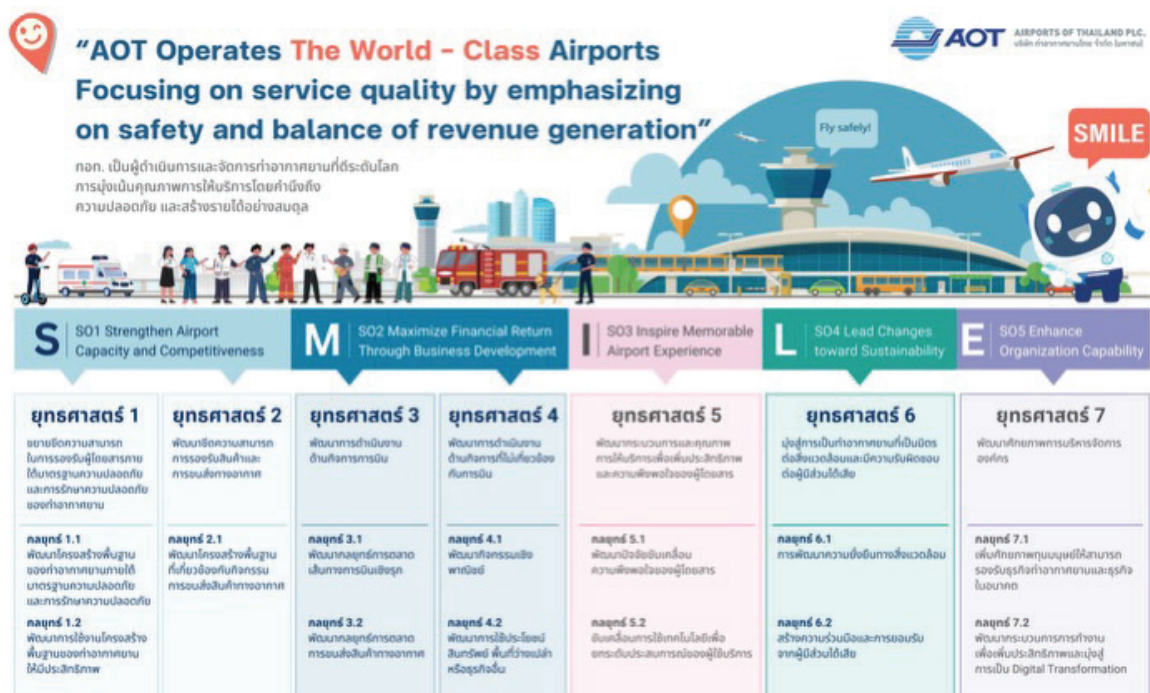 "AOT Operates The World - Class Airports
Focusing on service quality by emphasizing
on safety and balance of revenue generation"
ทอท. เป็นผู้ดำเนินการและจัดการท่าอากาศยานที่ดีระดับโลก
การมุ่งเน้นคุณภาพการให้บริการโดยคำนึงถึง
ความปลอดภัย และสร้างรายได้อย่างสมดุล
AOT
AIRPORTS OF THAILAND PLC.
บริษัท ท่าอากาศยานไทย จำกัด (มหาชน)
Fly safely!
SMILE
S
SO1 Strengthen Airport
Capacity and Competitiveness
M
SO2 Maximize Financial Return
Through Business Development
I
SO3 Inspire Memorable
Airport Experience
L
SO4 Lead Changes
toward Sustainability
E
SO5 Enhance
Organization Capability
ยุทธศาสตร์ 1
ขยายขีดความสามารถ
ในการรองรับผู้โดยสารภาย
ใต้มาตรฐานความปลอดภัย
และการรักษาความปลอดภัย
ของท่าอากาศยาน
กลยุทธ์ 1.1
พัฒนาโครงสร้างพื้นฐาน
ของท่าอากาศยานภายใต้
มาตรฐานความปลอดภัย
และการรักษาความปลอดภัย
กลยุทธ์ 1.2
พัฒนาการใช้งานโครงสร้าง
พื้นฐานของท่าอากาศยาน
ให้มีประสิทธิภาพ
ยุทธศาสตร์ 2
พัฒนาขีดความสามารถ
การรองรับสินค้าและ
การขนส่งทางอากาศ
กลยุทธ์ 2.1
พัฒนาโครงสร้างพื้นฐาน
ที่เกี่ยวข้องกับกิจกรรม
การขนส่งสินค้าทางอากาศ
ยุทธศาสตร์ 3
พัฒนาการดำเนินงาน
ด้านกิจการการบิน
กลยุทธ์ 3.1
พัฒนากลยุทธ์การตลาด
เส้นทางการบินเชิงรุก
กลยุทธ์ 3.2
พัฒนากลยุทธ์การตลาด
การขนส่งสินค้าทางอากาศ
ยุทธศาสตร์ 4
พัฒนาการดำเนินงาน
ด้านกิจการที่ไม่เกี่ยวข้อง
กับการบิน
กลยุทธ์ 4.1
พัฒนากิจกรรมเชิง
พาณิชย์
กลยุทธ์ 4.2
พัฒนาการใช้ประโยชน์
สินทรัพย์ พื้นที่ว่างเปล่า
หรือธุรกิจอื่น
ยุทธศาสตร์ 5
พัฒนากระบวนการและคุณภาพ
การให้บริการเพื่อเพิ่มประสิทธิภาพ
และความพึงพอใจของผู้โดยสาร
กลยุทธ์ 5.1
พัฒนาปัจจัยขับเคลื่อน
ความพึงพอใจของผู้โดยสาร
กลยุทธ์ 5.2
ขับเคลื่อนการใช้เทคโนโลยีเพื่อ
ยกระดับประสบการณ์ของผู้ใช้บริการ
ยุทธศาสตร์ 6
มุ่งสู่การเป็นท่าอากาศยานที่เป็นมิตร
ต่อสิ่งแวดล้อมและมีความรับผิดชอบ
ต่อผู้มีส่วนได้เสีย
กลยุทธ์ 6.1
การพัฒนาความยั่งยืนทางสิ่งแวดล้อม
กลยุทธ์ 6.2
สร้างความร่วมมือและการยอมรับ
จากผู้มีส่วนได้เสีย
ยุทธศาสตร์ 7
พัฒนาศักยภาพการบริหารจัดการ
องค์กร
กลยุทธ์ 7.1
เพิ่มศักยภาพทุนมนุษย์ให้สามารถ
รองรับธุรกิจท่าอากาศยานและธุรกิจ
ในอนาคต
กลยุทธ์ 7.2
พัฒนากระบวนการการทำงาน
เพื่อเพิ่มประสิทธิภาพและมุ่งสู่
การเป็น Digital Transformation